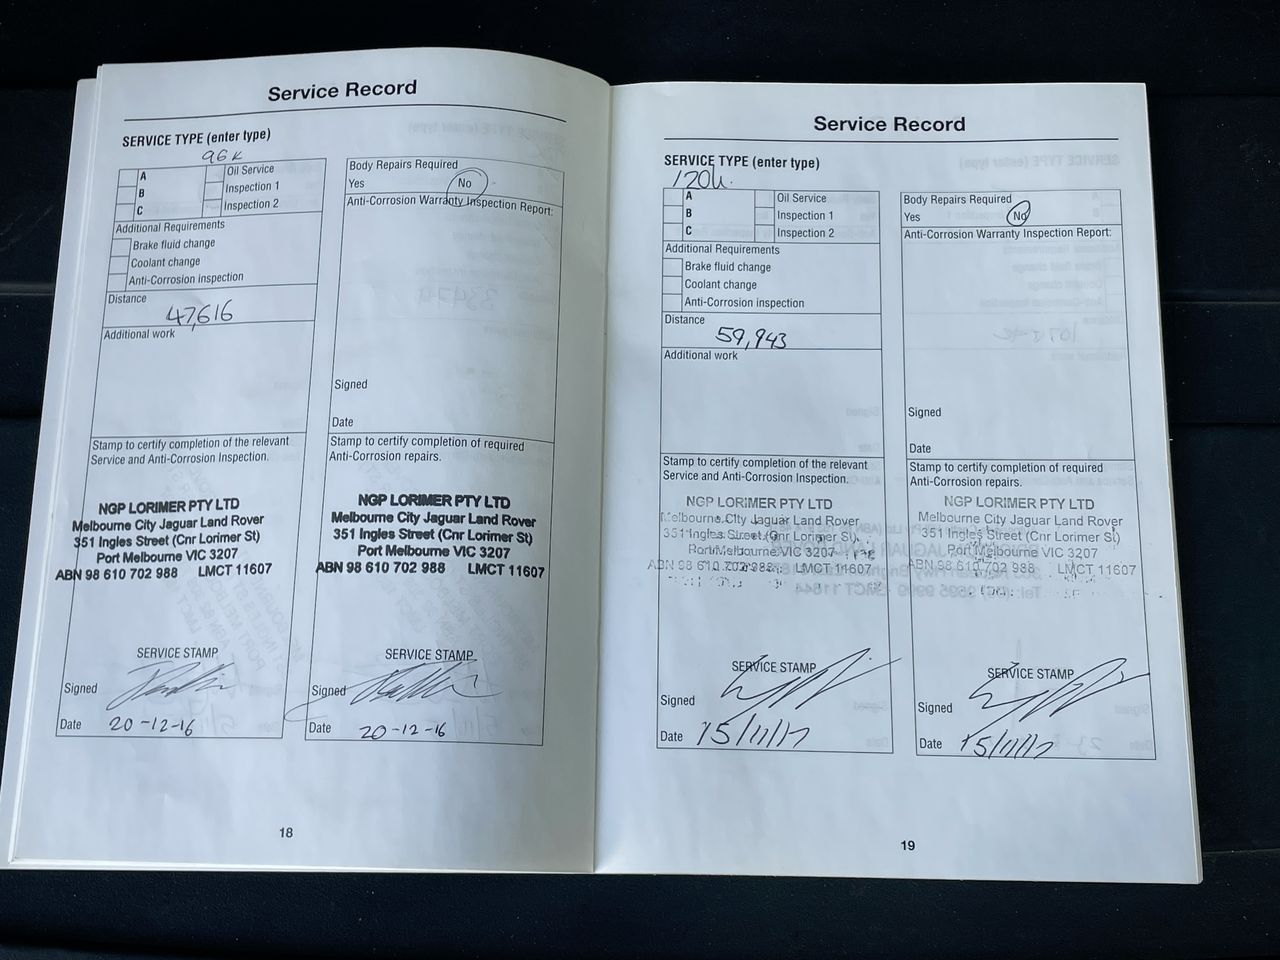 Service Record
SERVICE TYPE (enter type)
96K
A
B
C
Oil Service
Inspection 1
Inspection 2
Additional Requirements
Brake fluid change
Coolant change
Anti-Corrosion inspection
Distance
47,616
Additional work
Stamp to certify completion of the relevant
Service and Anti-Corrosion Inspection.
NGP LORIMER PTY LTD
Melbourne City Jaguar Land Rover
351 Ingles Street (Cnr Lorimer St)
Port Melbourne VIC 3207
ABN 98 610 702 988 LMCT 11607
SERVICE STAMP
Signed
Date 20-12-16
Body Repairs Required
Yes No
Anti-Corrosion Warranty Inspection Report:
Signed
Date
Stamp to certify completion of required
Anti-Corrosion repairs.
NGP LORIMER PTY LTD
Melbourne City Jaguar Land Rover
351 Ingles Street (Cnr Lorimer St)
Port Melbourne VIC 3207
ABN 98 610 702 988 LMCT 11607
SERVICE STAMP
Signed
Date 20-12-16
18
Service Record
SERVICE TYPE (enter type)
120K.
A
B
C
Oil Service
Inspection 1
Inspection 2
Additional Requirements
Brake fluid change
Coolant change
Anti-Corrosion inspection
Distance
59,943
Additional work
Stamp to certify completion of the relevant
Service and Anti-Corrosion Inspection.
NGP LORIMER PTY LTD
Melbourne City Jaguar Land Rover
351 Ingles Street (Cnr Lorimer St)
Port Melbourne VIC 3207
ABN 98 610 702 988 LMCT 11607
SERVICE STAMP
Signed
Date 15/11/17
Body Repairs Required
Yes No
Anti-Corrosion Warranty Inspection Report:
Signed
Date
Stamp to certify completion of required
Anti-Corrosion repairs.
NGP LORIMER PTY LTD
Melbourne City Jaguar Land Rover
351 Ingles Street (Cnr Lorimer St)
Port Melbourne VIC 3207
ABN 98 610 702 988 LMCT 11607
SERVICE STAMP
Signed
Date 15/11/17
19